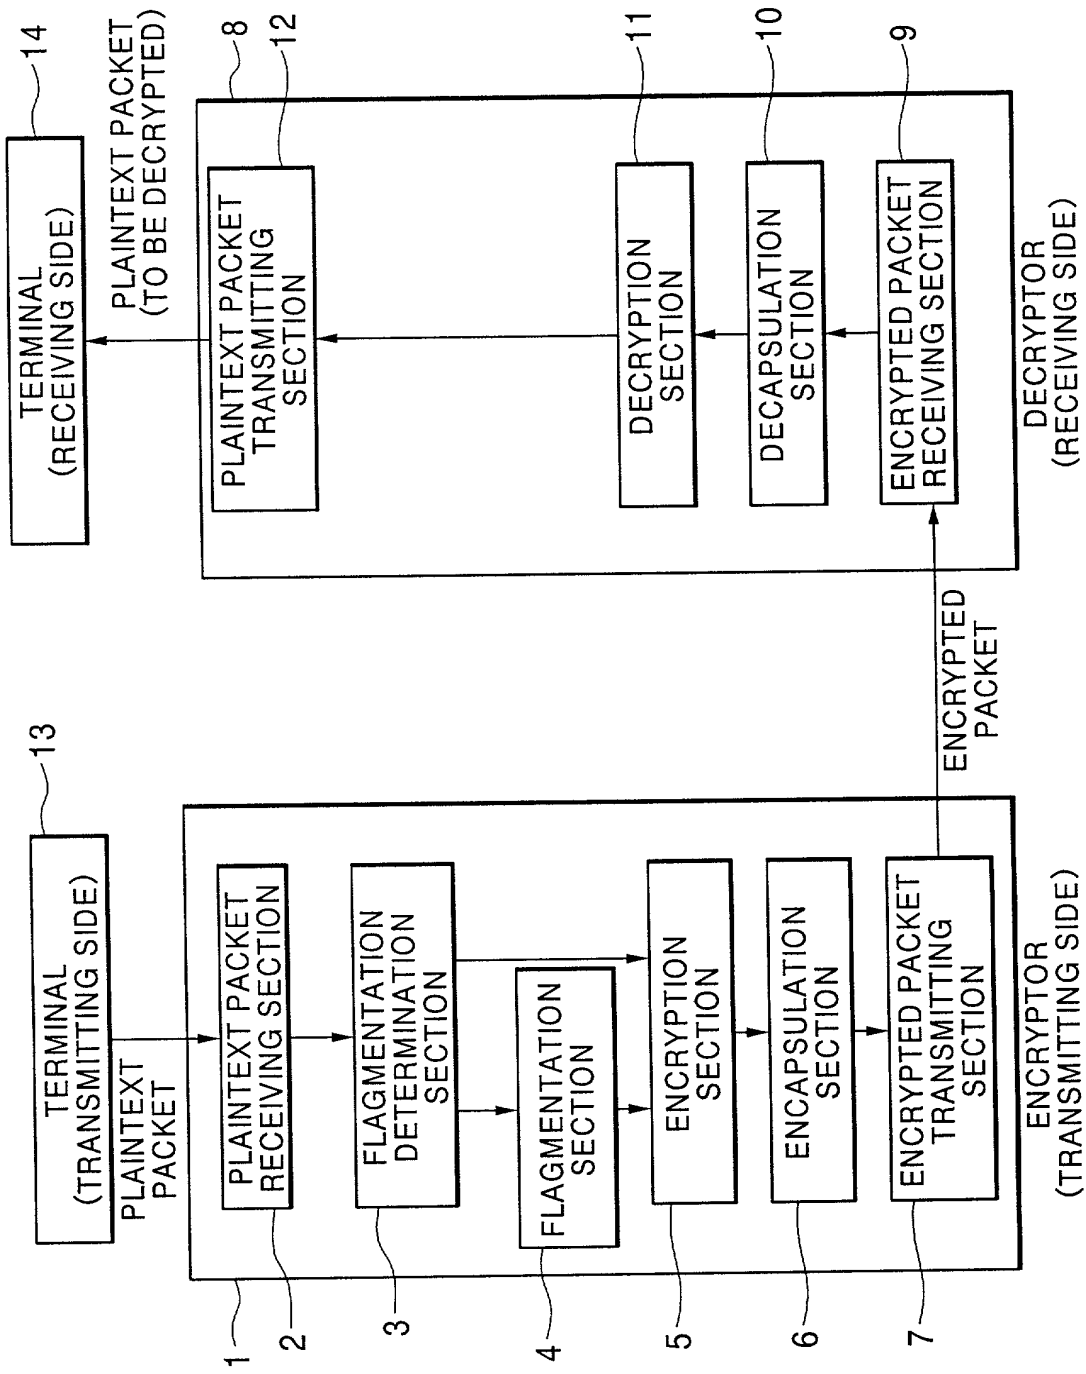 13
TERMINAL
(TRANSMITTING SIDE)
PLAINTEXT
PACKET
1
PLAINTEXT PACKET
RECEIVING SECTION
2
FLAGMENTATION
DETERMINATION
SECTION
3
FLAGMENTATION
SECTION
4
ENCRYPTION
SECTION
5
ENCAPSULATION
SECTION
6
ENCRYPTED PACKET
TRANSMITTING
SECTION
7
ENCRYPTOR
(TRANSMITTING SIDE)
ENCRYPTED
PACKET
14
TERMINAL
(RECEIVING SIDE)
PLAINTEXT PACKET
(TO BE DECRYPTED)
8
PLAINTEXT PACKET
TRANSMITTING
SECTION
12
DECRYPTION
SECTION
11
DECAPSULATION
SECTION
10
ENCRYPTED PACKET
RECEIVING SECTION
9
DECRYPTOR
(RECEIVING SIDE)